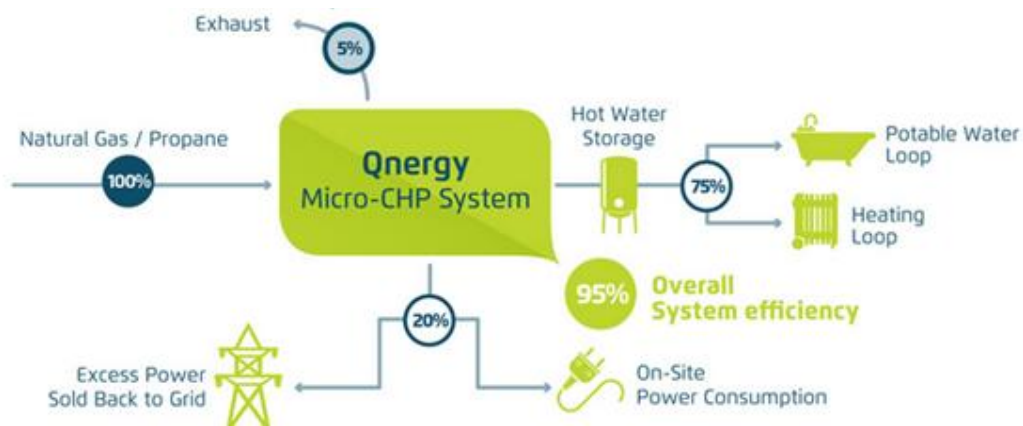 Exhaust
5%
Natural Gas / Propane
100%
Qnergy
Micro-CHP System
Hot Water
Storage
75%
Potable Water
Loop
Heating
Loop
95%
Overall
System efficiency
20%
Excess Power
Sold Back to Grid
On-Site
Power Consumption